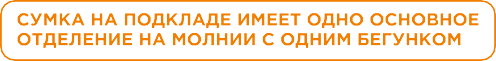 СУМКА НА ПОДКЛАДЕ ИМЕЕТ ОДНО ОСНОВНОЕ
ОТДЕЛЕНИЕ НА МОЛНИИ С ОДНИМ БЕГУНКОМ